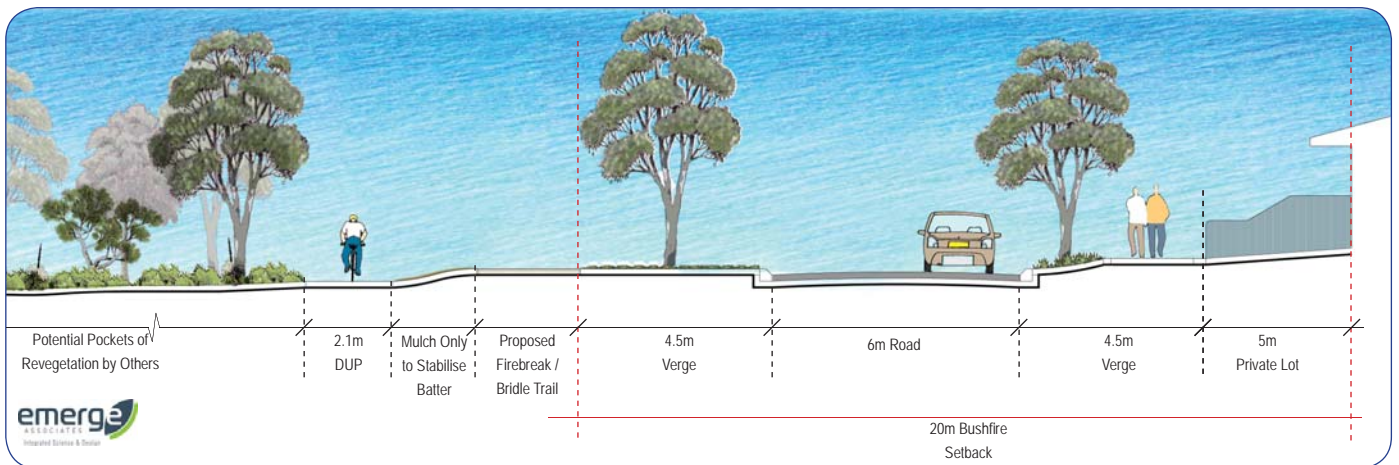 Potential Pockets of
Revegetation by Others
2.1m
DUP
Mulch Only
to Stabilise
Batter
Proposed
Firebreak /
Bridle Trail
4.5m
Verge
6m Road
4.5m
Verge
5m
Private Lot
20m Bushfire
Setback
emerge
ASSOCIATES
Integrated Science & Design